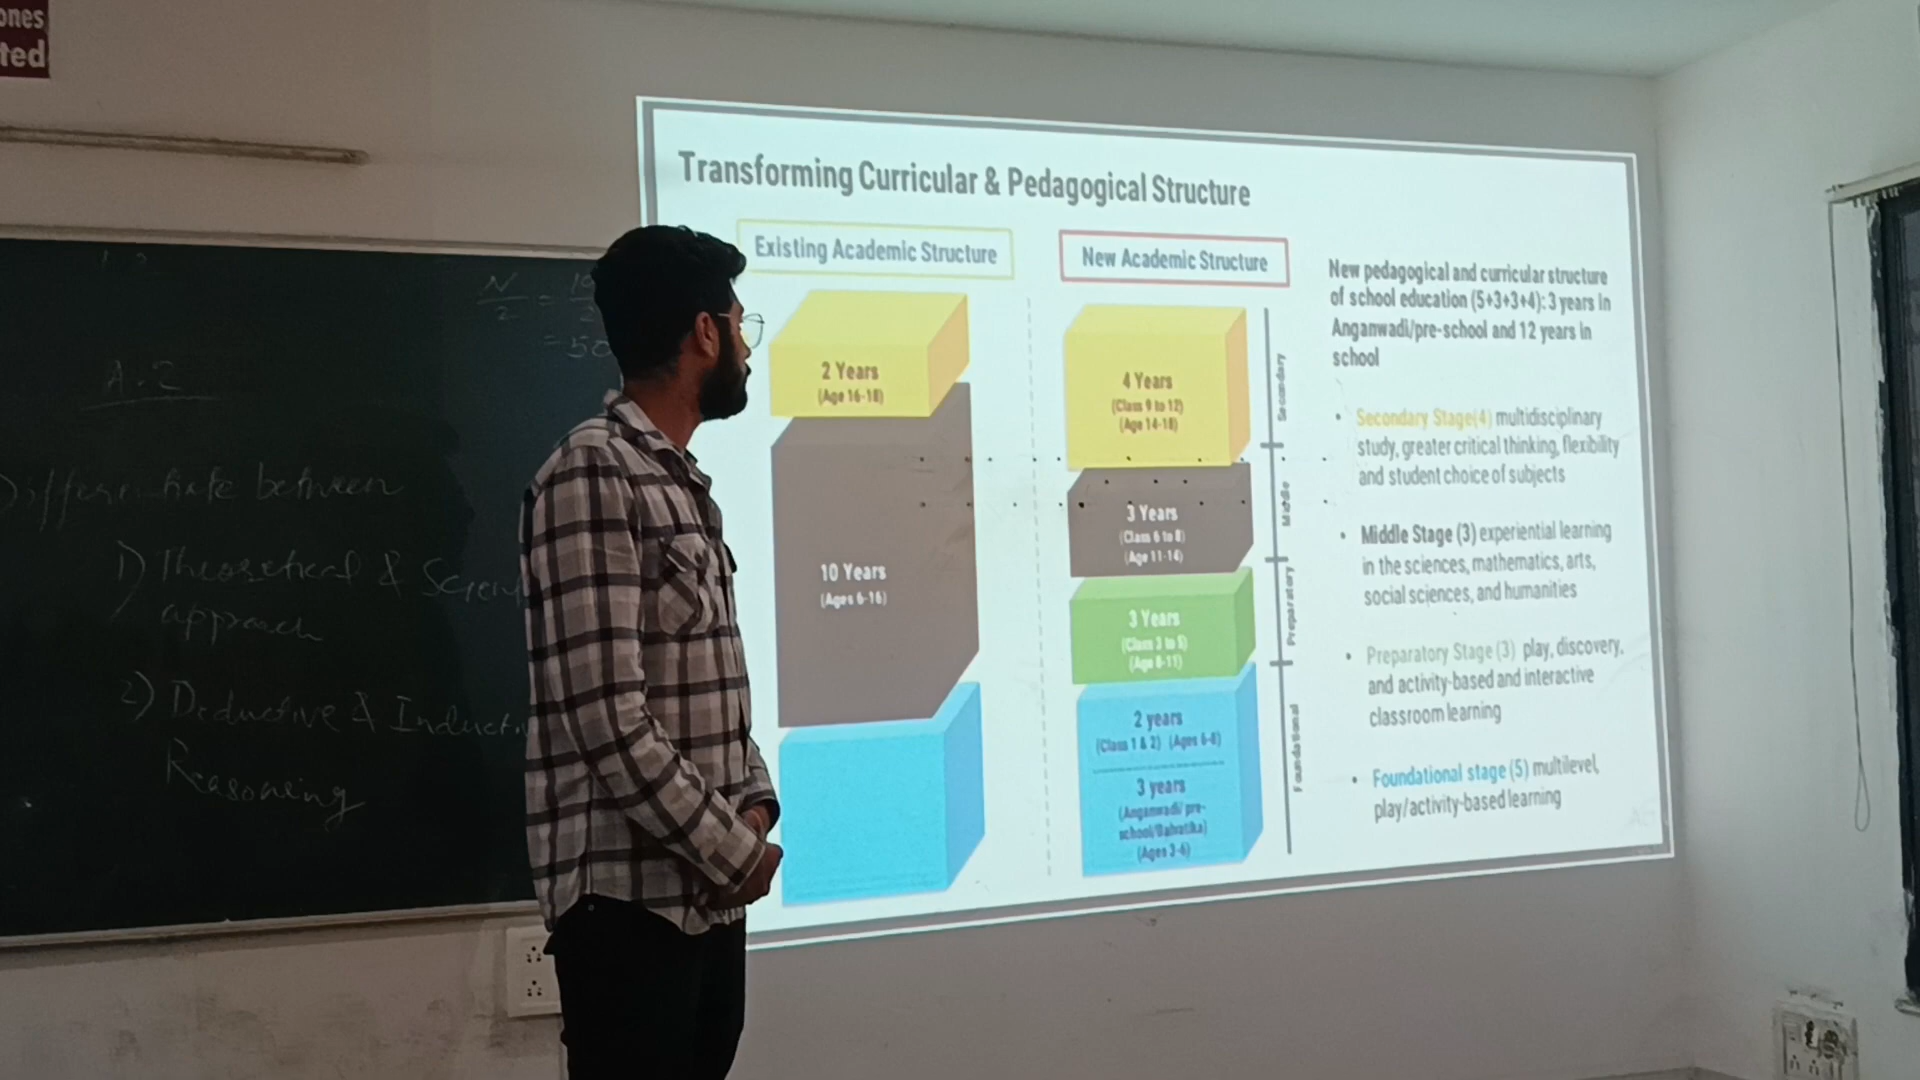 ones
ted
N/2 = 
= 50
A.2
Differentiate between
1) Theoretical &
approach
2) Deductive & Inducti
Reasoning
Transforming Curricular & Pedagogical Structure
Existing Academic Structure
2 Years
(Age 16-18)
10 Years
(Ages 6-16)
New Academic Structure
4 Years
(Class 9 to 12)
(Age 14-18)
Secondary
3 Years
(Class 6 to 8)
(Age 11-14)
Middle
3 Years
(Class 3 to 5)
(Age 8-11)
Preparatory
2 years
(Class 1 & 2) (Ages 6-8)
3 years
(Anganwadi/ pre-
school/Balvatika)
(Ages 3-6)
Foundational
New pedagogical and curricular structure
of school education (5+3+3+4): 3 years in
Anganwadi/pre-school and 12 years in
school
• Secondary Stage(4) multidisciplinary
study, greater critical thinking, flexibility
and student choice of subjects
• Middle Stage (3) experiential learning
in the sciences, mathematics, arts,
social sciences, and humanities
• Preparatory Stage (3) play, discovery,
and activity-based and interactive
classroom learning
• Foundational stage (5) multilevel,
play/activity-based learning